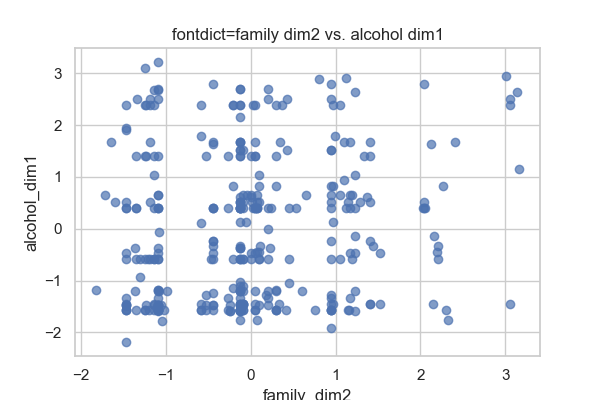 fontdict=family dim2 vs. alcohol dim1
alcohol_dim1
3
2
1
0
−1
−2
−2 −1 0 1 2 3
family_dim2